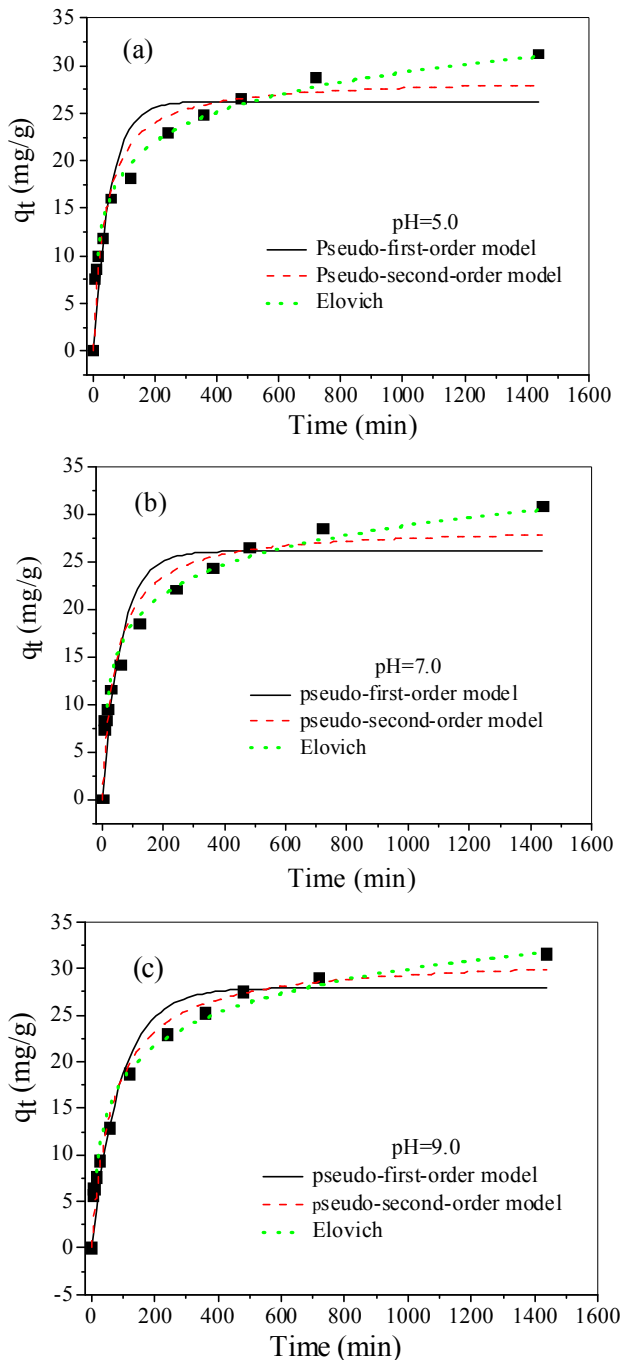 (a)
35
30
25
20
15
10
5
0
qt (mg/g)
pH=5.0
Pseudo-first-order model
Pseudo-second-order model
Elovich
0 200 400 600 800 1000 1200 1400 1600
Time (min)
(b)
35
30
25
20
15
10
5
0
qt (mg/g)
pH=7.0
pseudo-first-order model
pseudo-second-order model
Elovich
0 200 400 600 800 1000 1200 1400 1600
Time (min)
(c)
35
30
25
20
15
10
5
0
-5
qt (mg/g)
pH=9.0
pseudo-first-order model
pseudo-second-order model
Elovich
0 200 400 600 800 1000 1200 1400 1600
Time (min)